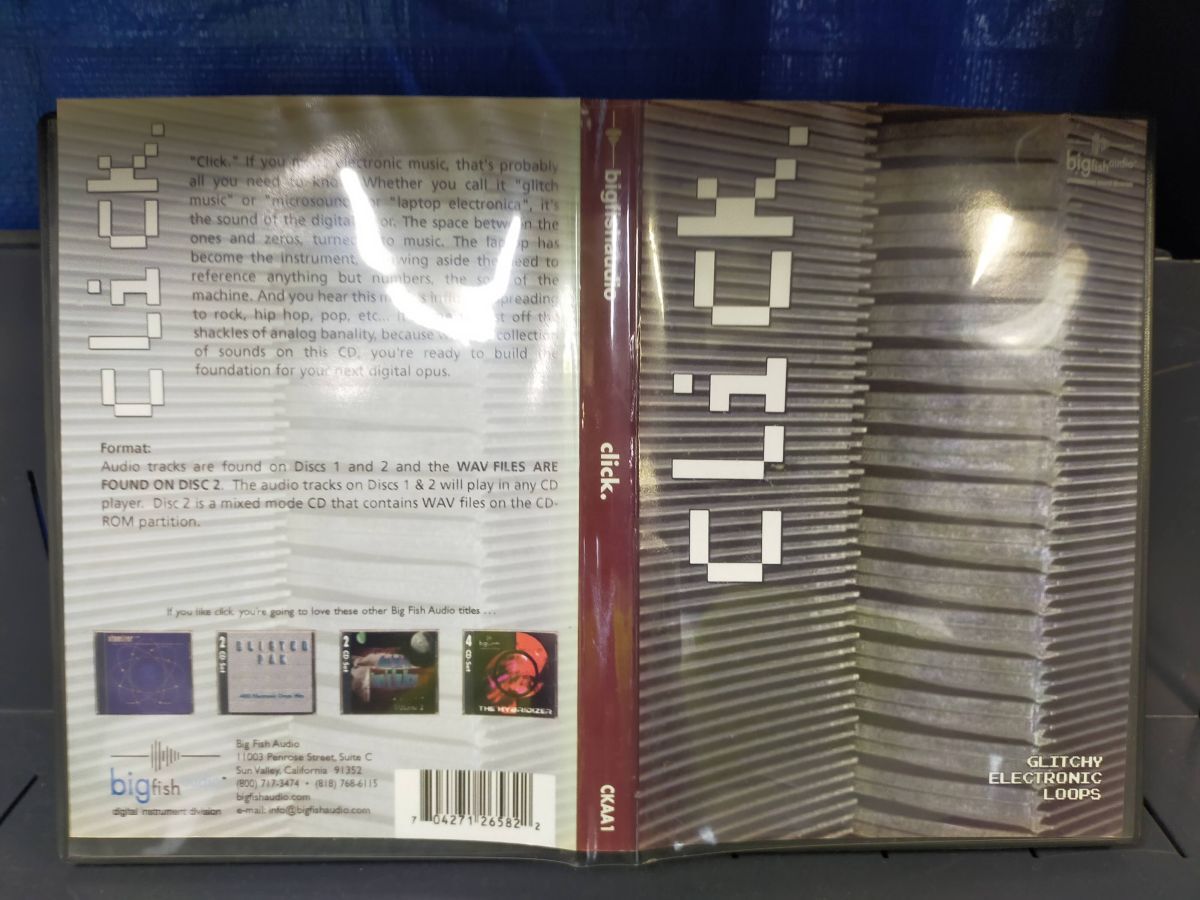 click.
"Click." If you electronic music, that's probably
all you need to know. Whether you call it "glitch
music" or "microsound" or "laptop electronica", it's
the sound of the digital The space between the
ones and zeros, turned into music. The laptop has
become the instrument, aside the need to
reference anything but numbers, the of the
machine. And you hear this spreading
to rock, hip hop, pop, etc... off the
shackles of analog banality, because collection
of sounds on this CD, you're ready to build the
foundation for your next digital opus.
Format:
Audio tracks are found on Discs 1 and 2 and the WAV FILES ARE
FOUND ON DISC 2. The audio tracks on Discs 1 & 2 will play in any CD
player. Disc 2 is a mixed mode CD that contains WAV files on the CD-
ROM partition.
If you like click, you're going to love these other Big Fish Audio titles ...
2
Set
BLISTER
PAK
2
Set
Volume 2
4
Set
THE HYBRIDIZER
bigfish
digital instrument division
Big Fish Audio
11003 Penrose Street, Suite C
Sun Valley, California 91352
(800) 717-3474 • (818) 768-6115
bigfishaudio.com
e-mail: info@bigfishaudio.com
7 04271 26582 2
bigfishaudio
click.
CKAA1
click.
bigfishaudio
GLITCHY
ELECTRONIC
LOOPS